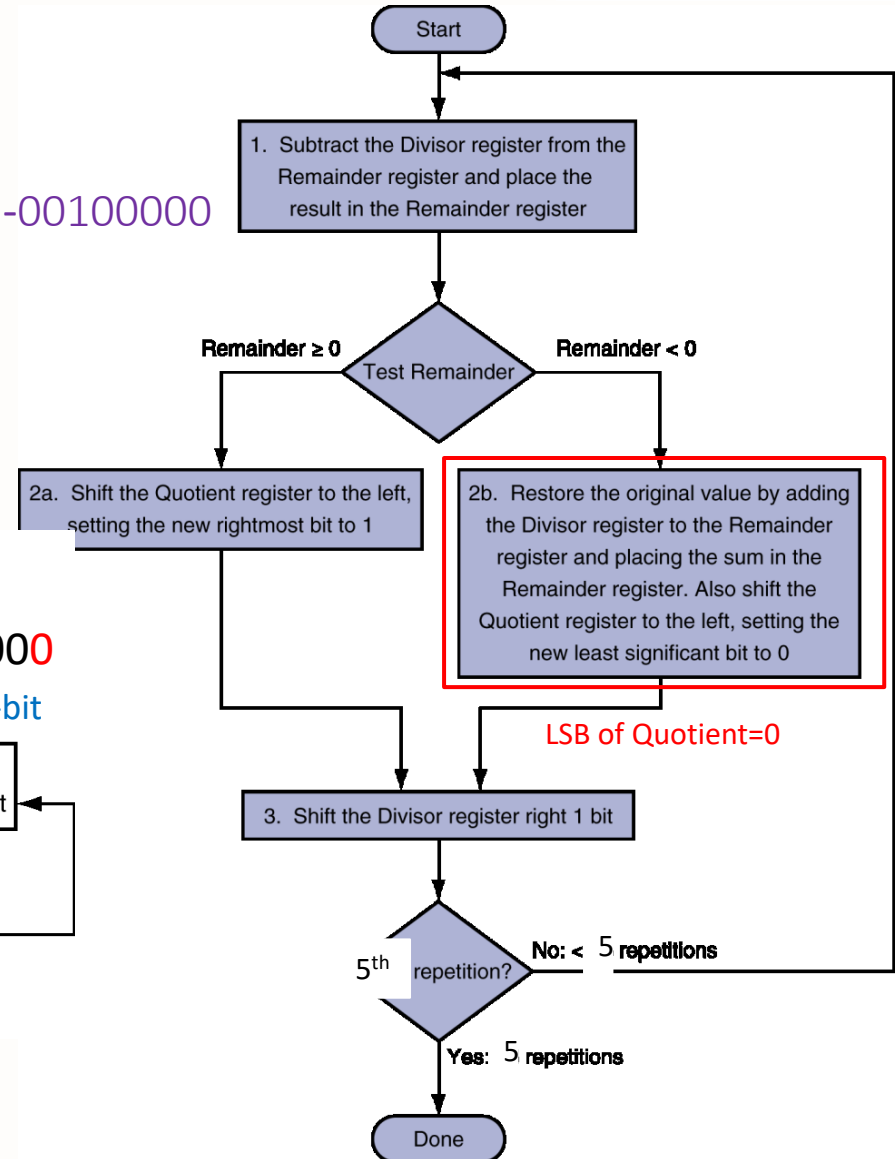 Start
1. Subtract the Divisor register from the
Remainder register and place the
result in the Remainder register
-00100000
Remainder ≥ 0
Remainder < 0
Test Remainder
2a. Shift the Quotient register to the left,
setting the new rightmost bit to 1
2b. Restore the original value by adding
the Divisor register to the Remainder
register and placing the sum in the
Remainder register. Also shift the
Quotient register to the left, setting the
new least significant bit to 0
000
bit
LSB of Quotient=0
t
3. Shift the Divisor register right 1 bit
5th repetition?
No: < 5 repetitions
Yes: 5 repetitions
Done